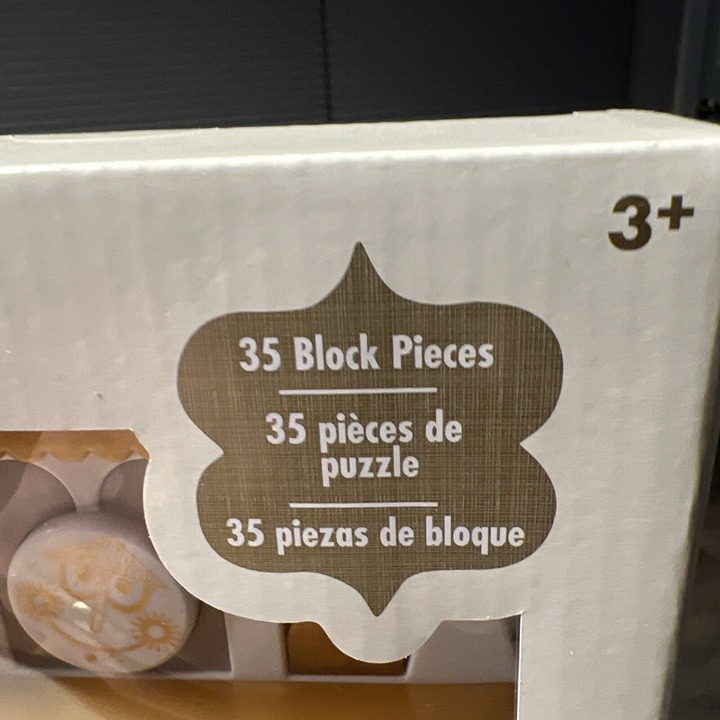 3+
35 Block Pieces
35 pièces de
puzzle
35 piezas de bloque